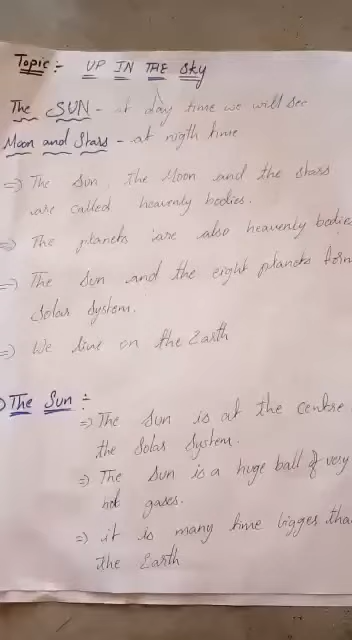 Topic :- UP IN THE Sky
The SUN - at day time we will see
Moon and Stars - at nigth time
=> The Sun, The Moon and the stars
are called heavenly bodies.
=> The planets are also heavenly bodie
=> The Sun and the eight planets form
Solar System.
=> We live on the Earth
The Sun :-
=> The Sun is at the centre
the Solar System.
=> The Sun is a huge ball of very
hot gases.
=> it is many time bigger tha
the Earth